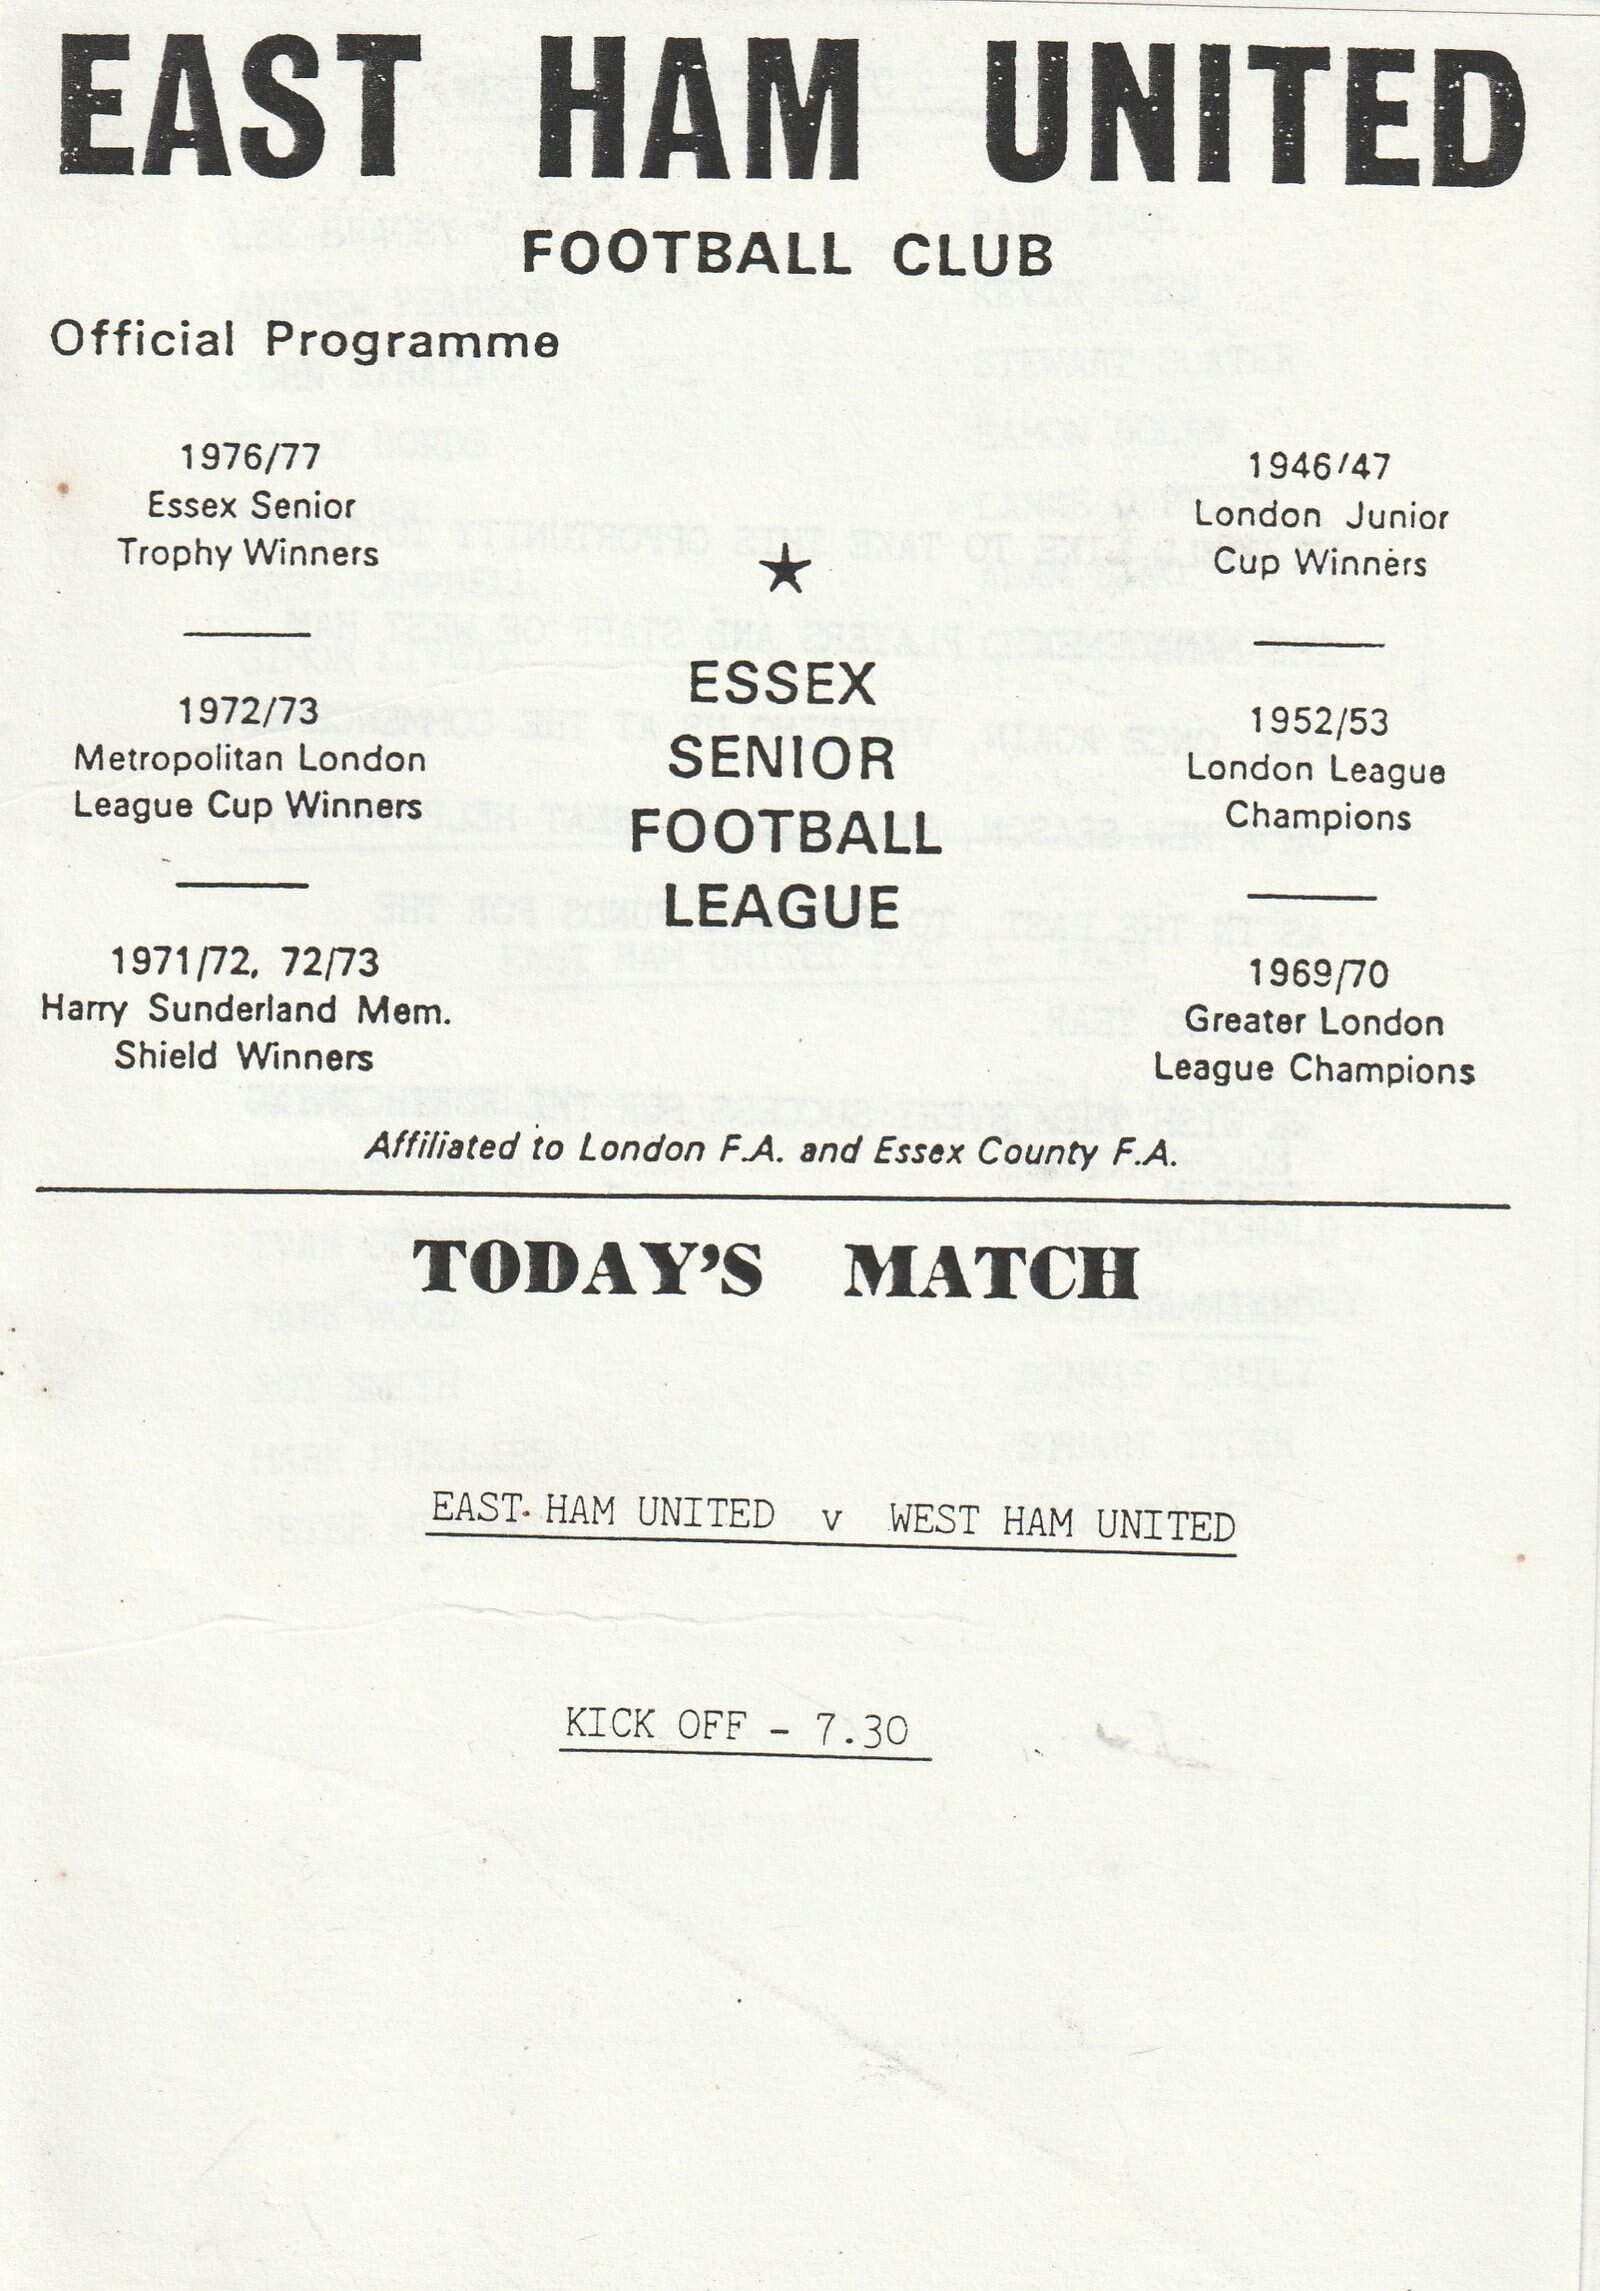 EAST HAM UNITED
FOOTBALL CLUB
Official Programme
1976/77
Essex Senior
Trophy Winners
1972/73
Metropolitan London
League Cup Winners
1971/72, 72/73
Harry Sunderland Mem.
Shield Winners
★
ESSEX
SENIOR
FOOTBALL
LEAGUE
1946/47
London Junior
Cup Winners
1952/53
London League
Champions
1969/70
Greater London
League Champions
Affiliated to London F.A. and Essex County F.A.
TODAY'S MATCH
EAST HAM UNITED v WEST HAM UNITED
KICK OFF - 7.30